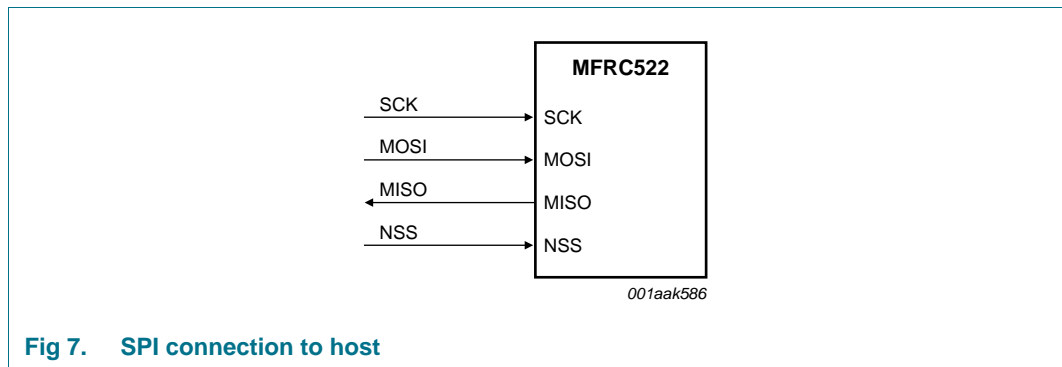 MFRC522
SCK SCK
MOSI MOSI
MISO MISO
NSS NSS
001aak586
Fig 7. SPI connection to host